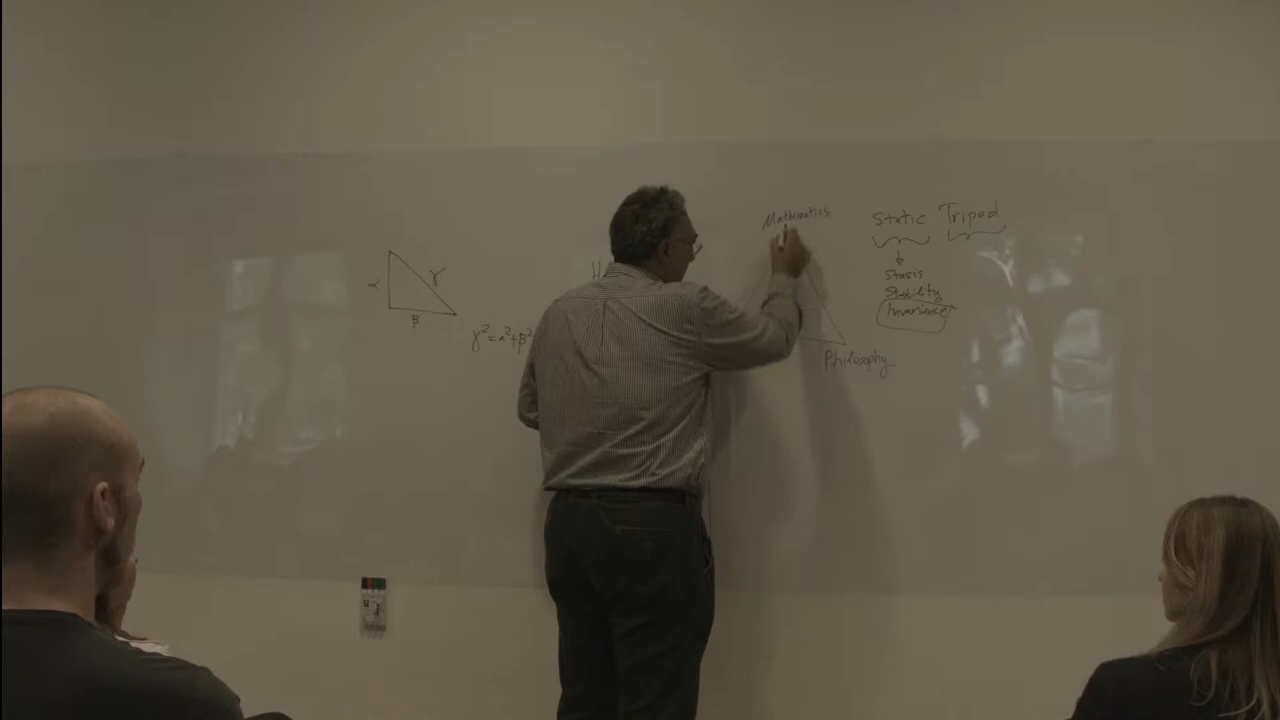 α
γ
β
γ²=α²+β²
H
Mathematics
Philosophy
Static Tripod
Stasis
Stability
Invariance